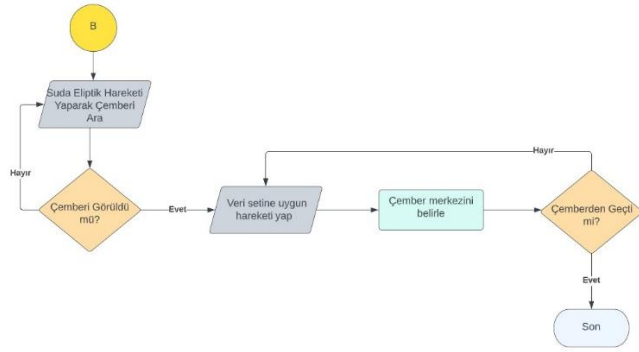 B
Suda Eliptik Hareketi
Yaparak Çemberi
Ara
Hayır
Çemberi Görüldü
mü?
Evet
Veri setine uygun
hareketi yap
Çember merkezini
belirle
Hayır
Çemberden Geçti
mi?
Evet
Son